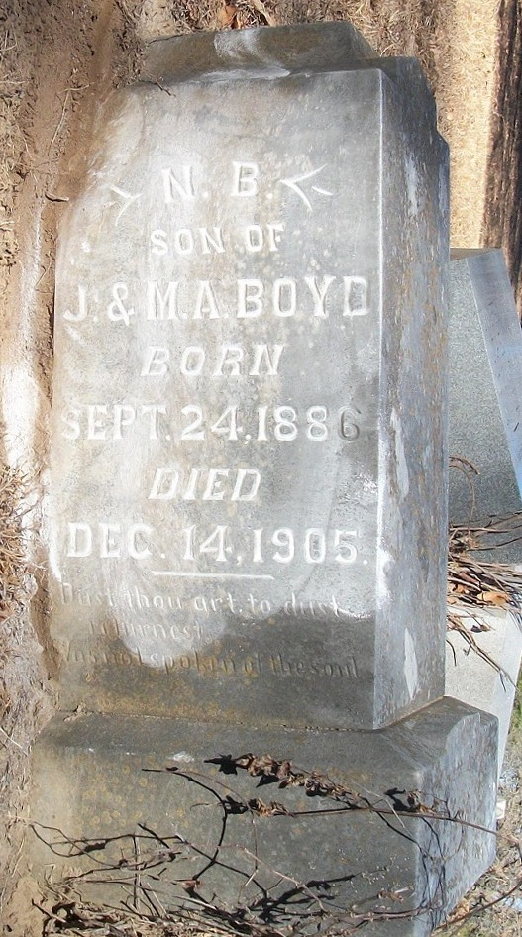 N. B.
SON OF
J. & M. A. BOYD
BORN
SEPT. 24, 1886
DIED
DEC. 14, 1905.
Dust thou art, to dust
returnest
Was not spoken of the soul